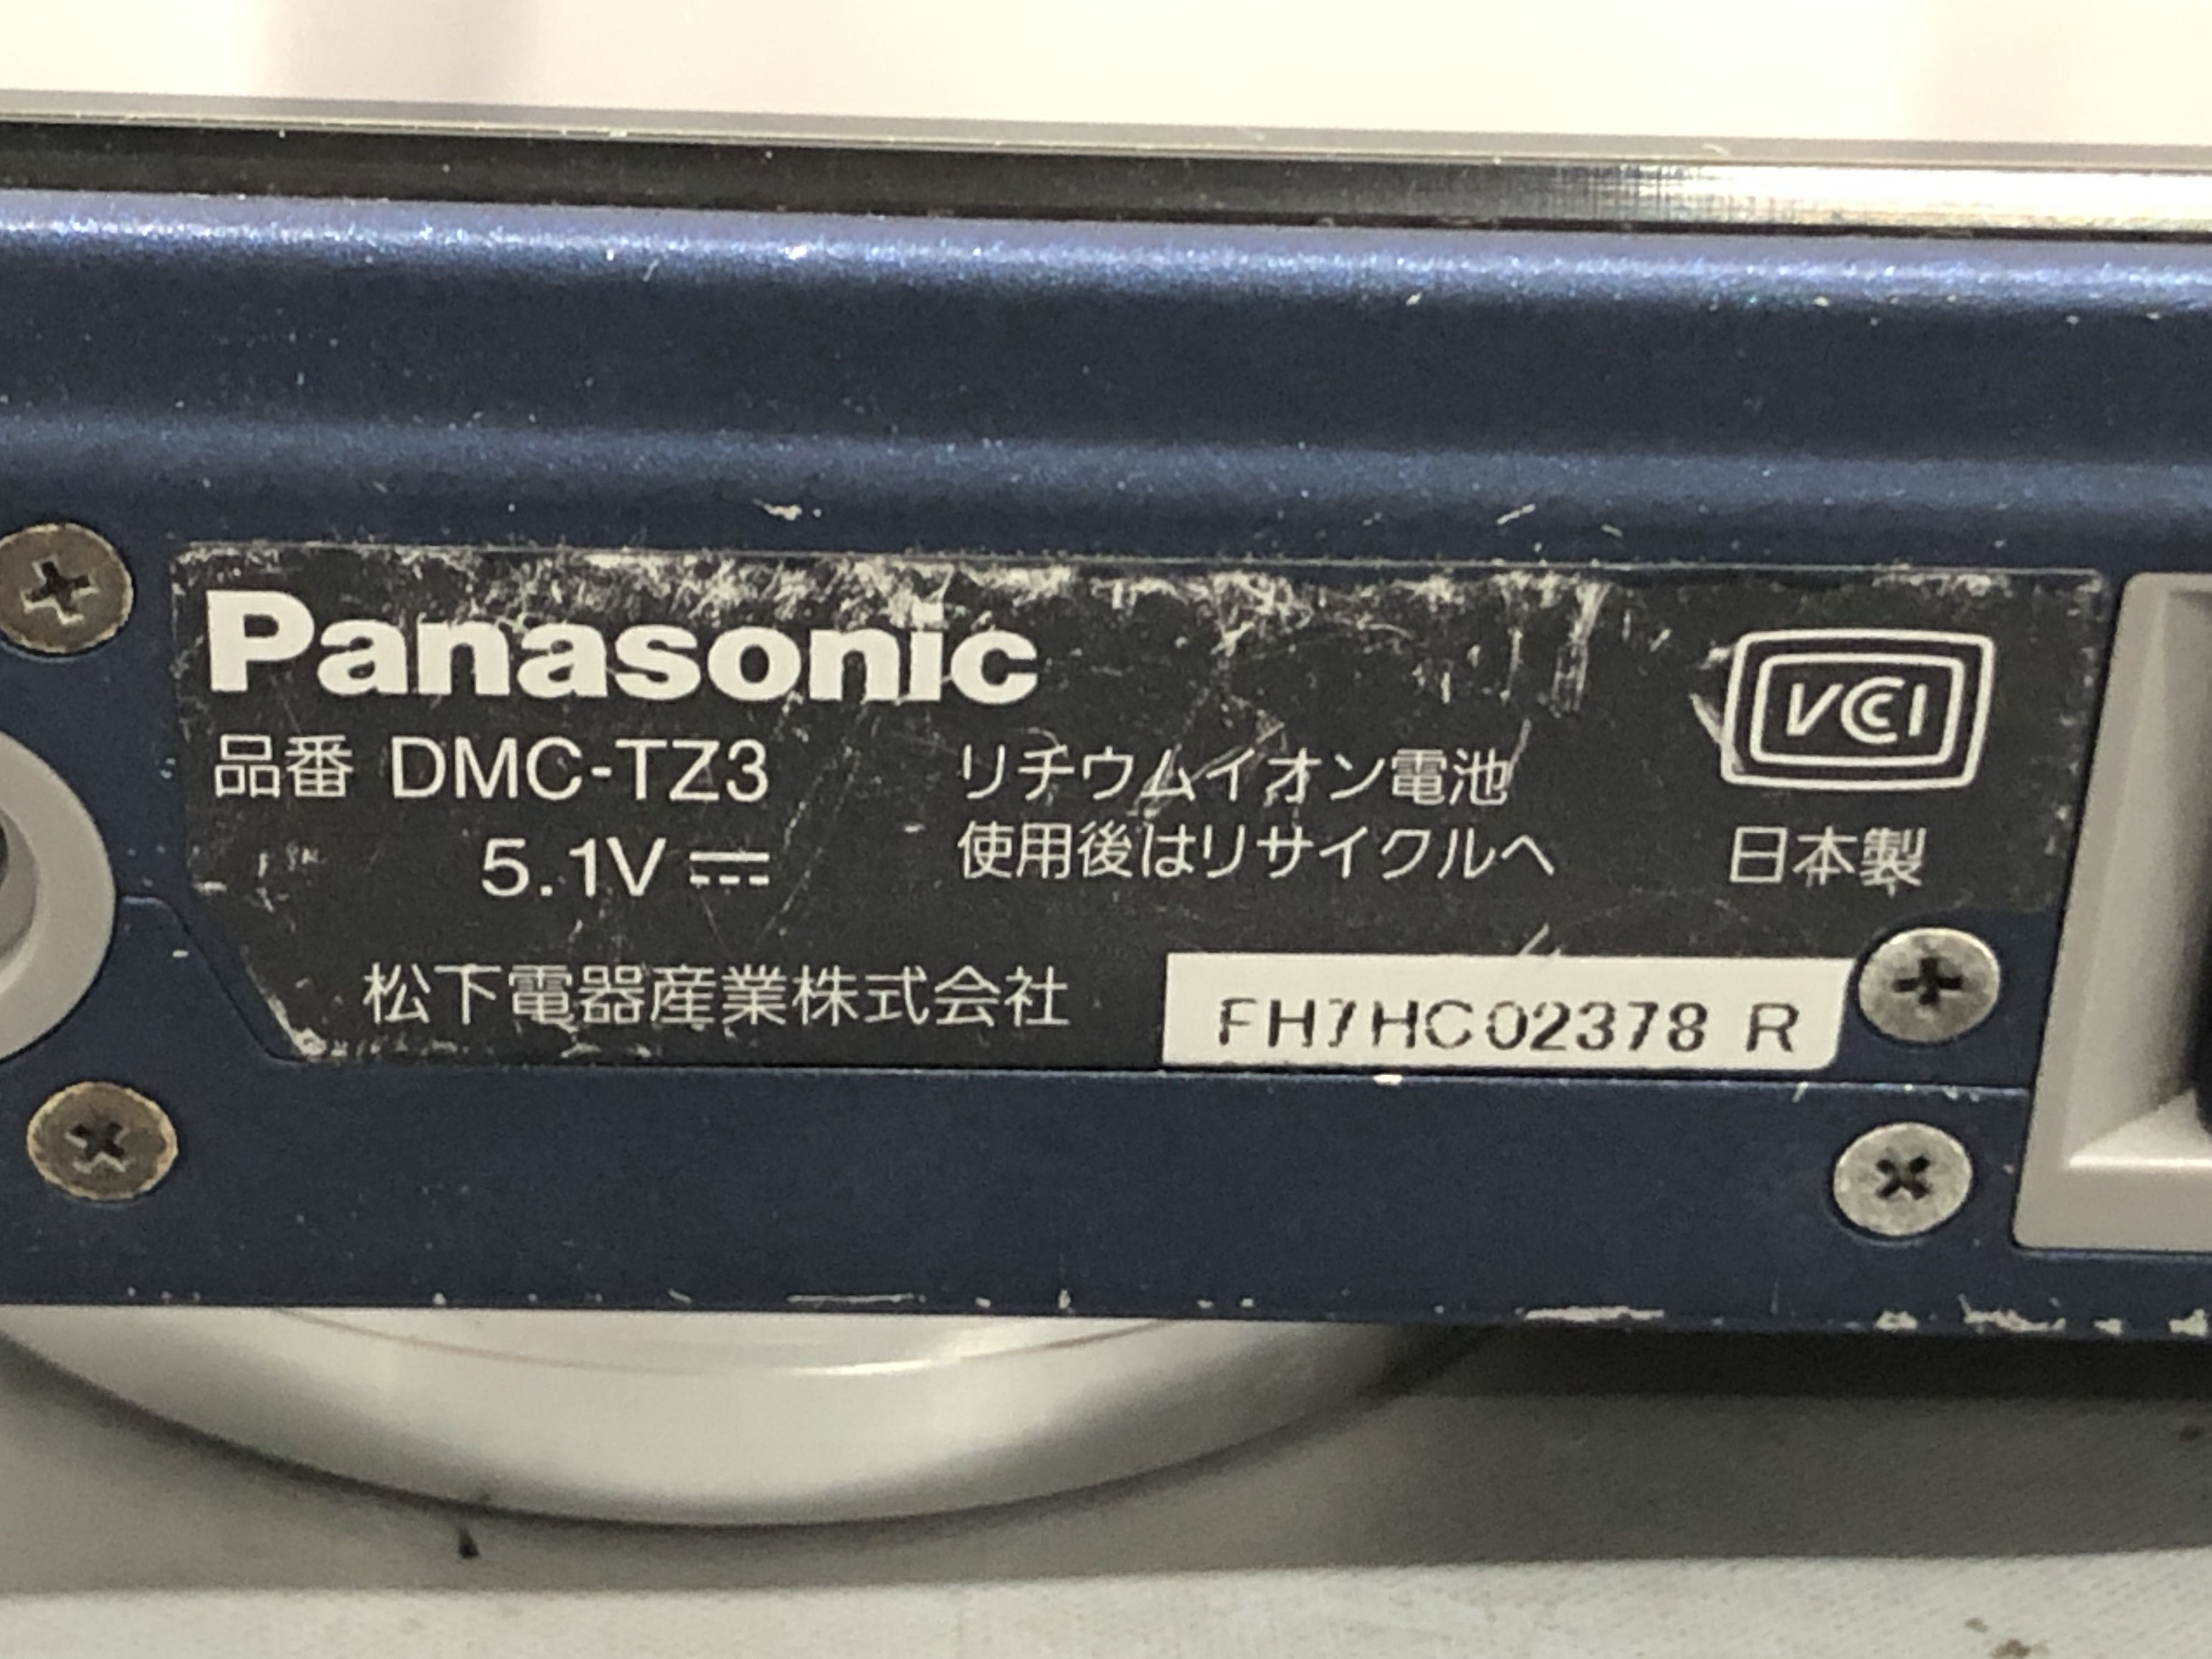 Panasonic
VCCI
品番 DMC-TZ3
リチウムイオン電池
5.1V
使用後はリサイクルへ
日本製
松下電器産業株式会社
FH7HC02378 R